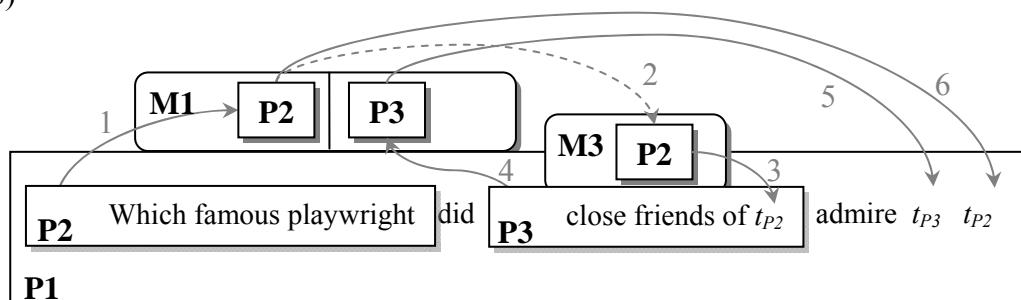 )
M1 P2 P3
1 2 5 6
M3 P2
4 3
P2 Which famous playwright did P3 close friends of tP2 admire tP3 tP2
P1